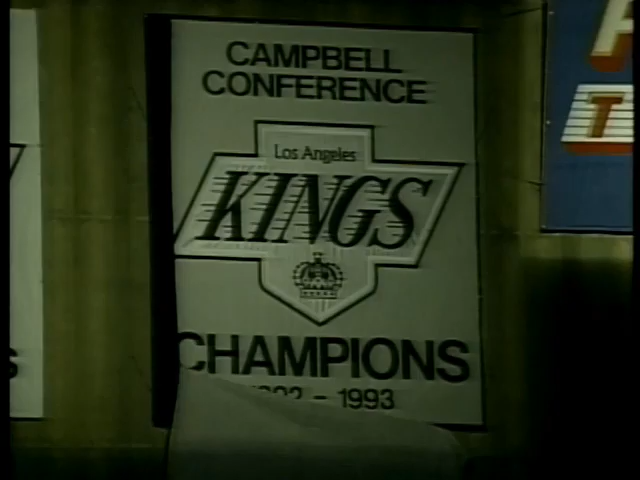 CAMPBELL
CONFERENCE
Los Angeles
KINGS
CHAMPIONS
- 1993